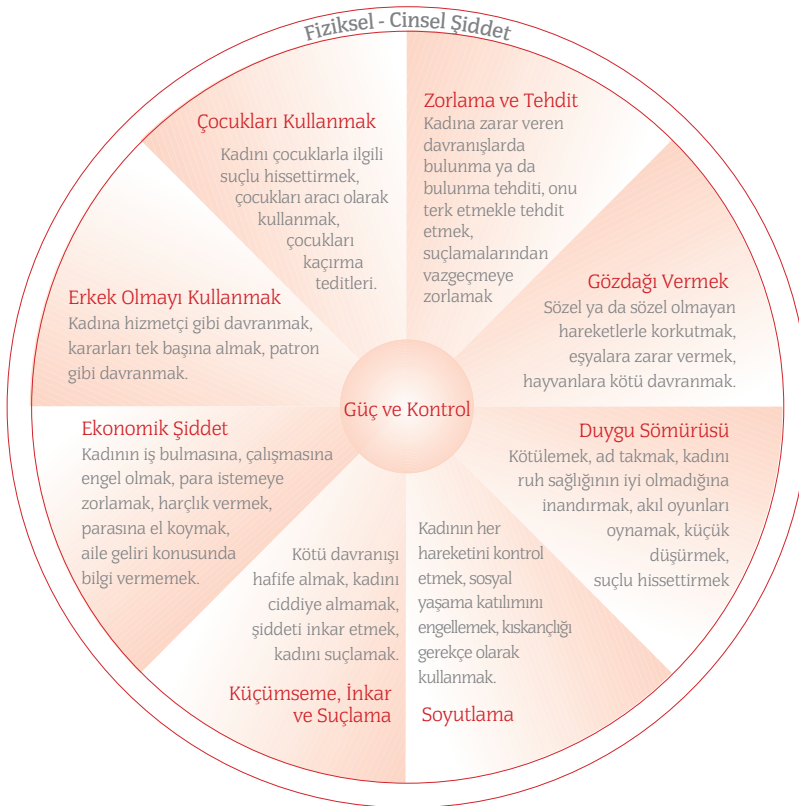 Fiziksel - Cinsel Şiddet
Zorlama ve Tehdit
Kadına zarar veren
davranışlarda
bulunma ya da
bulunma tehditi, onu
terk etmekle tehdit
etmek,
suçlamalarından
vazgeçmeye
zorlamak
Gözdağı Vermek
Sözel ya da sözel olmayan
hareketlerle korkutmak,
eşyalara zarar vermek,
hayvanlara kötü davranmak.
Duygu Sömürüsü
Kötülemek, ad takmak, kadını
ruh sağlığının iyi olmadığına
inandırmak, akıl oyunları
oynamak, küçük
düşürmek,
suçlu hissettirmek
Kadının her
hareketini kontrol
etmek, sosyal
yaşama katılımını
engellemek, kıskançlığı
gerekçe olarak
kullanmak.
Soyutlama
Kötü davranışı
hafife almak, kadını
ciddiye almamak,
şiddeti inkar etmek,
kadını suçlamak.
Küçümseme, İnkar
ve Suçlama
Ekonomik Şiddet
Kadının iş bulmasına, çalışmasına
engel olmak, para istemeye
zorlamak, harçlık vermek,
parasına el koymak,
aile geliri konusunda
bilgi vermemek.
Erkek Olmayı Kullanmak
Kadına hizmetçi gibi davranmak,
kararları tek başına almak, patron
gibi davranmak.
Çocukları Kullanmak
Kadını çocuklarla ilgili
suçlu hissettirmek,
çocukları aracı olarak
kullanmak,
çocukları
kaçırma
teditleri.
Güç ve Kontrol